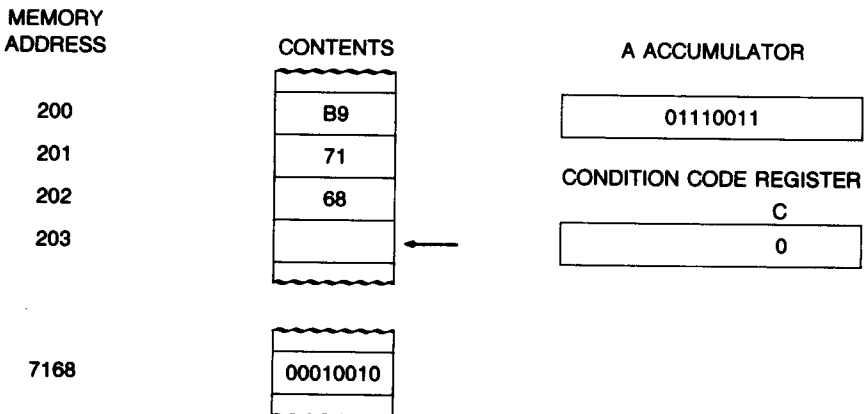 MEMORY
ADDRESS
CONTENTS
A ACCUMULATOR
200
B9
01110011
201
71
202
68
CONDITION CODE REGISTER
C
203
0
7168
00010010